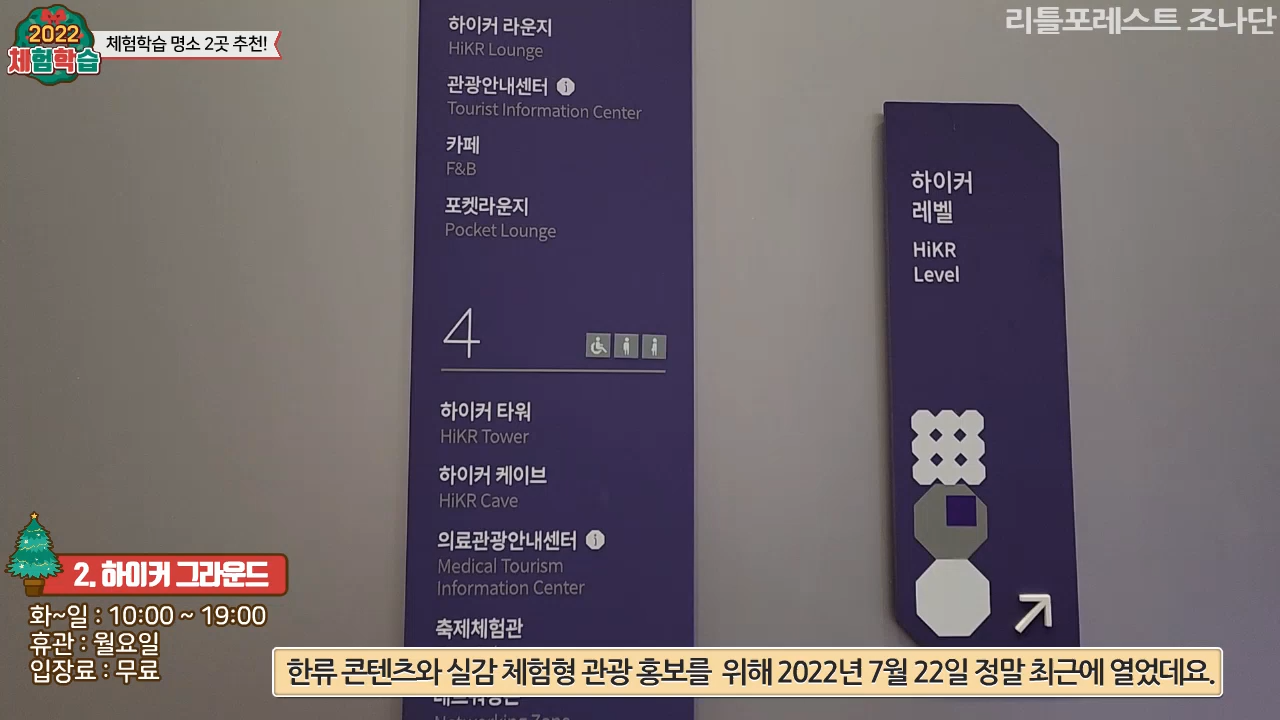 리틀포레스트 조나단
2022
체험학습
체험학습 명소 2곳 추천!
하이커 라운지
HiKR Lounge
관광안내센터 i
Tourist Information Center
카페
F&B
포켓라운지
Pocket Lounge
4
하이커 타워
HiKR Tower
하이커 케이브
HiKR Cave
의료관광안내센터 i
Medical Tourism
Information Center
축제체험관
Networking Zone
하이커
레벨
HiKR
Level
2. 하이커 그라운드
화~일 : 10:00 ~ 19:00
휴관 : 월요일
입장료 : 무료
한류 콘텐츠와 실감 체험형 관광 홍보를 위해 2022년 7월 22일 정말 최근에 열었데요.